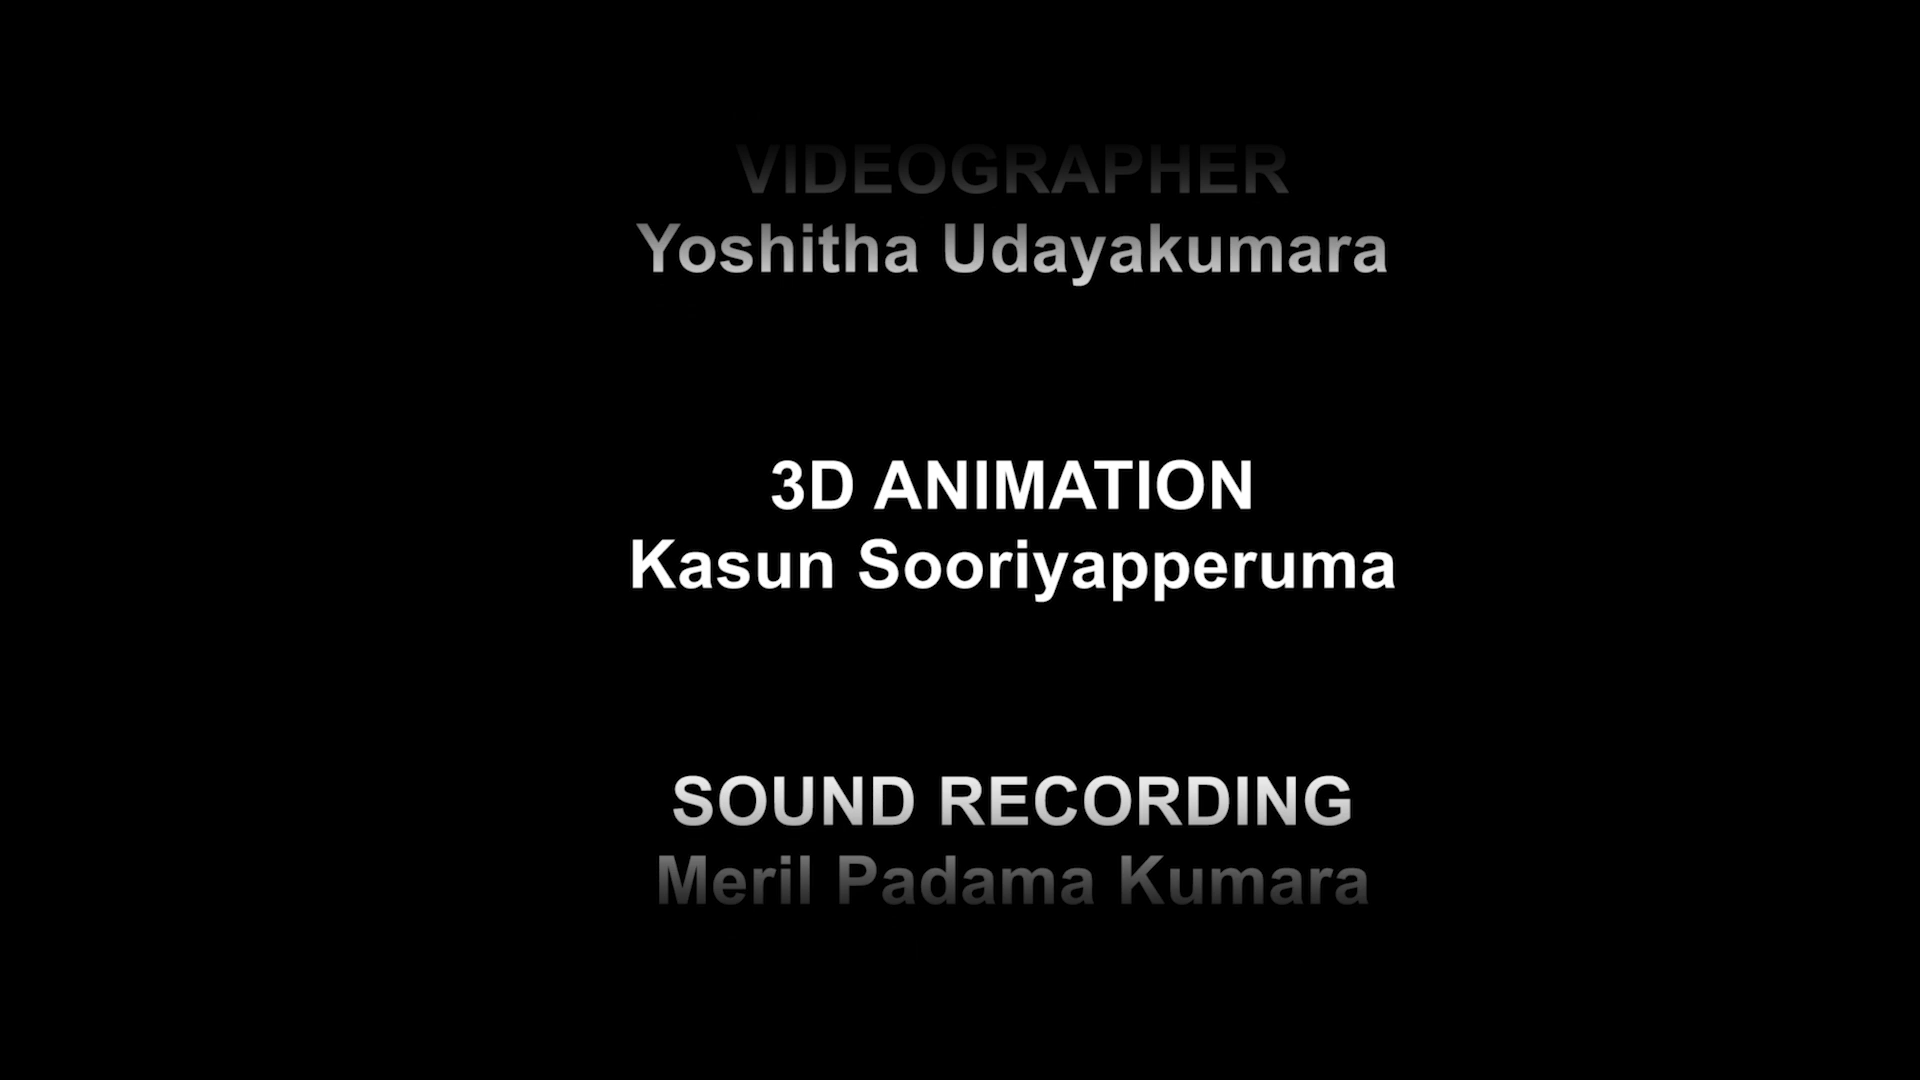 VIDEOGRAPHER
Yoshitha Udayakumara
3D ANIMATION
Kasun Sooriyapperuma
SOUND RECORDING
Meril Padama Kumara